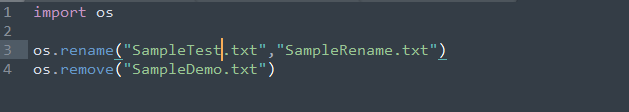 1 import os
2
3 os.rename("SampleTest.txt","SampleRename.txt")
4 os.remove("SampleDemo.txt")